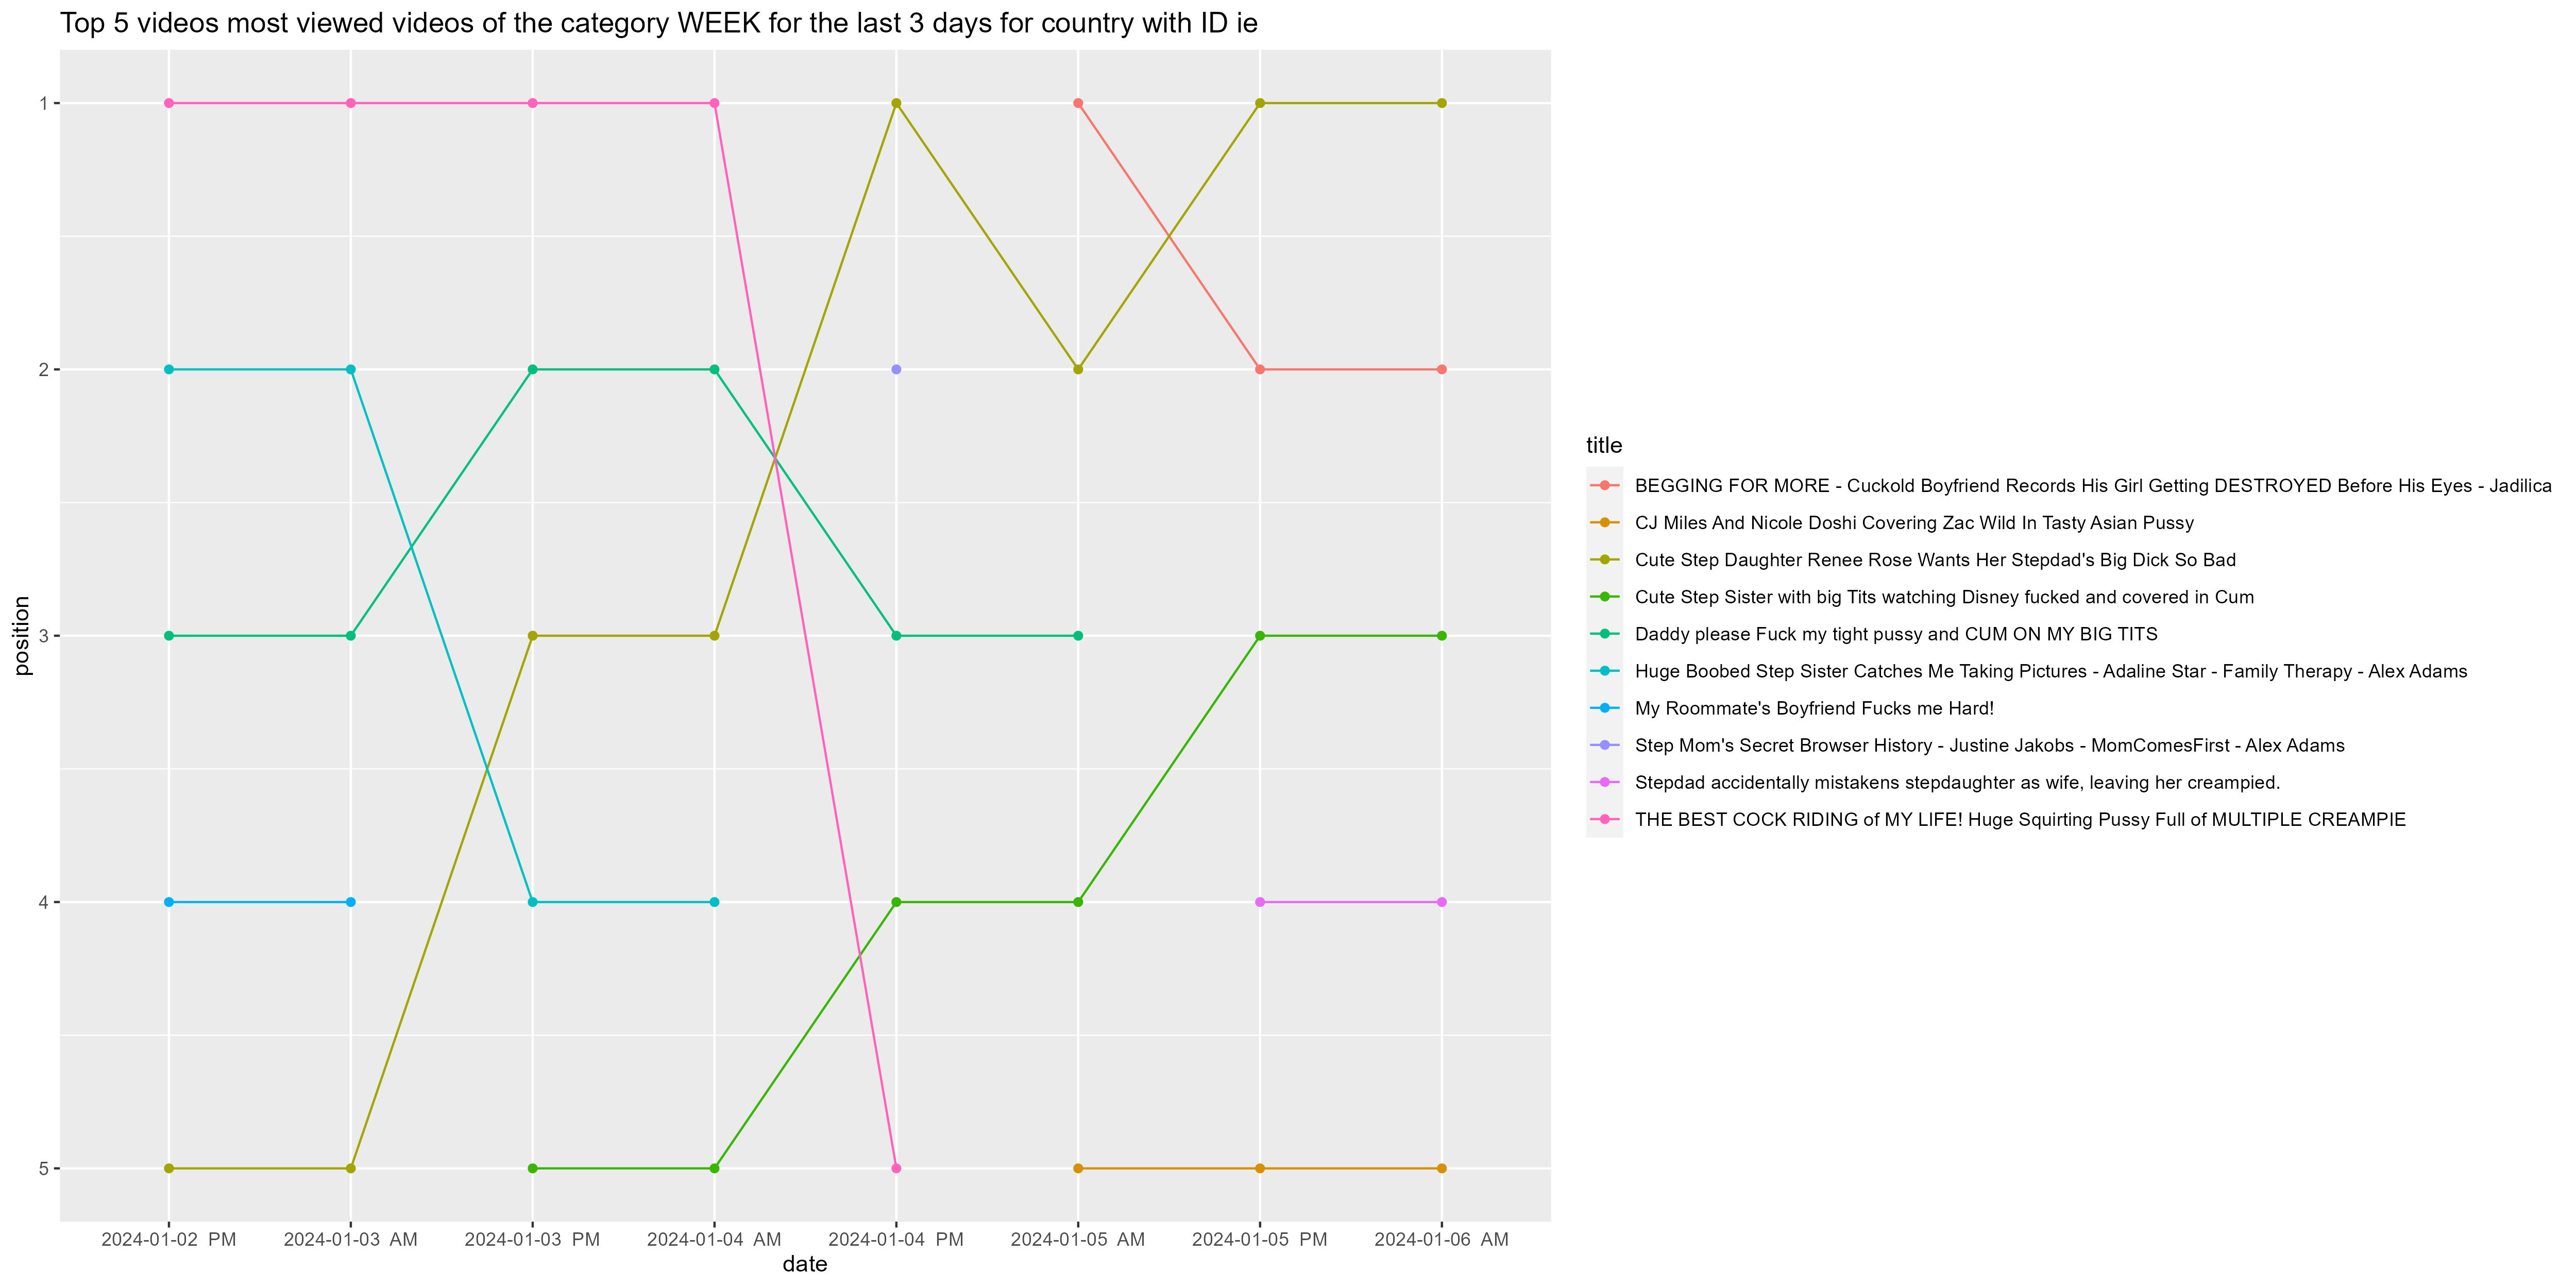 Top 5 videos most viewed videos of the category WEEK for the last 3 days for country with ID ie
position
1
2
3
4
5
2024-01-02 PM
2024-01-03 AM
2024-01-03 PM
2024-01-04 AM
2024-01-04 PM
2024-01-05 AM
2024-01-05 PM
2024-01-06 AM
date
title
BEGGING FOR MORE - Cuckold Boyfriend Records His Girl Getting DESTROYED Before His Eyes - Jadilica
CJ Miles And Nicole Doshi Covering Zac Wild In Tasty Asian Pussy
Cute Step Daughter Renee Rose Wants Her Stepdad's Big Dick So Bad
Cute Step Sister with big Tits watching Disney fucked and covered in Cum
Daddy please Fuck my tight pussy and CUM ON MY BIG TITS
Huge Boobed Step Sister Catches Me Taking Pictures - Adaline Star - Family Therapy - Alex Adams
My Roommate's Boyfriend Fucks me Hard!
Step Mom's Secret Browser History - Justine Jakobs - MomComesFirst - Alex Adams
Stepdad accidentally mistakens stepdaughter as wife, leaving her creampied.
THE BEST COCK RIDING of MY LIFE! Huge Squirting Pussy Full of MULTIPLE CREAMPIE